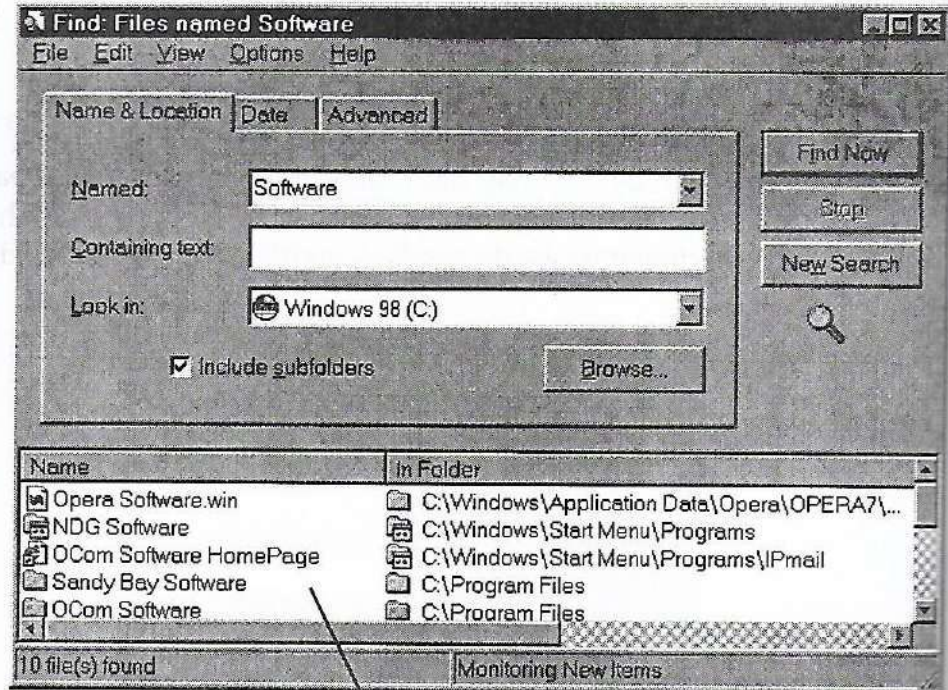 Find: Files named Software
File Edit View Options Help
Name & Location Date Advanced
Find Now
Named: Software
Stop
Containing text:
New Search
Look in: Windows 98 (C:)
Include subfolders
Browse...
Name In Folder
Opera Software.win C:\Windows\Application Data\Opera\OPERA7\...
NDG Software C:\Windows\Start Menu\Programs
OCom Software HomePage C:\Windows\Start Menu\Programs\IPmail
Sandy Bay Software C:\Program Files
OCom Software C:\Program Files
10 file(s) found Monitoring New Items